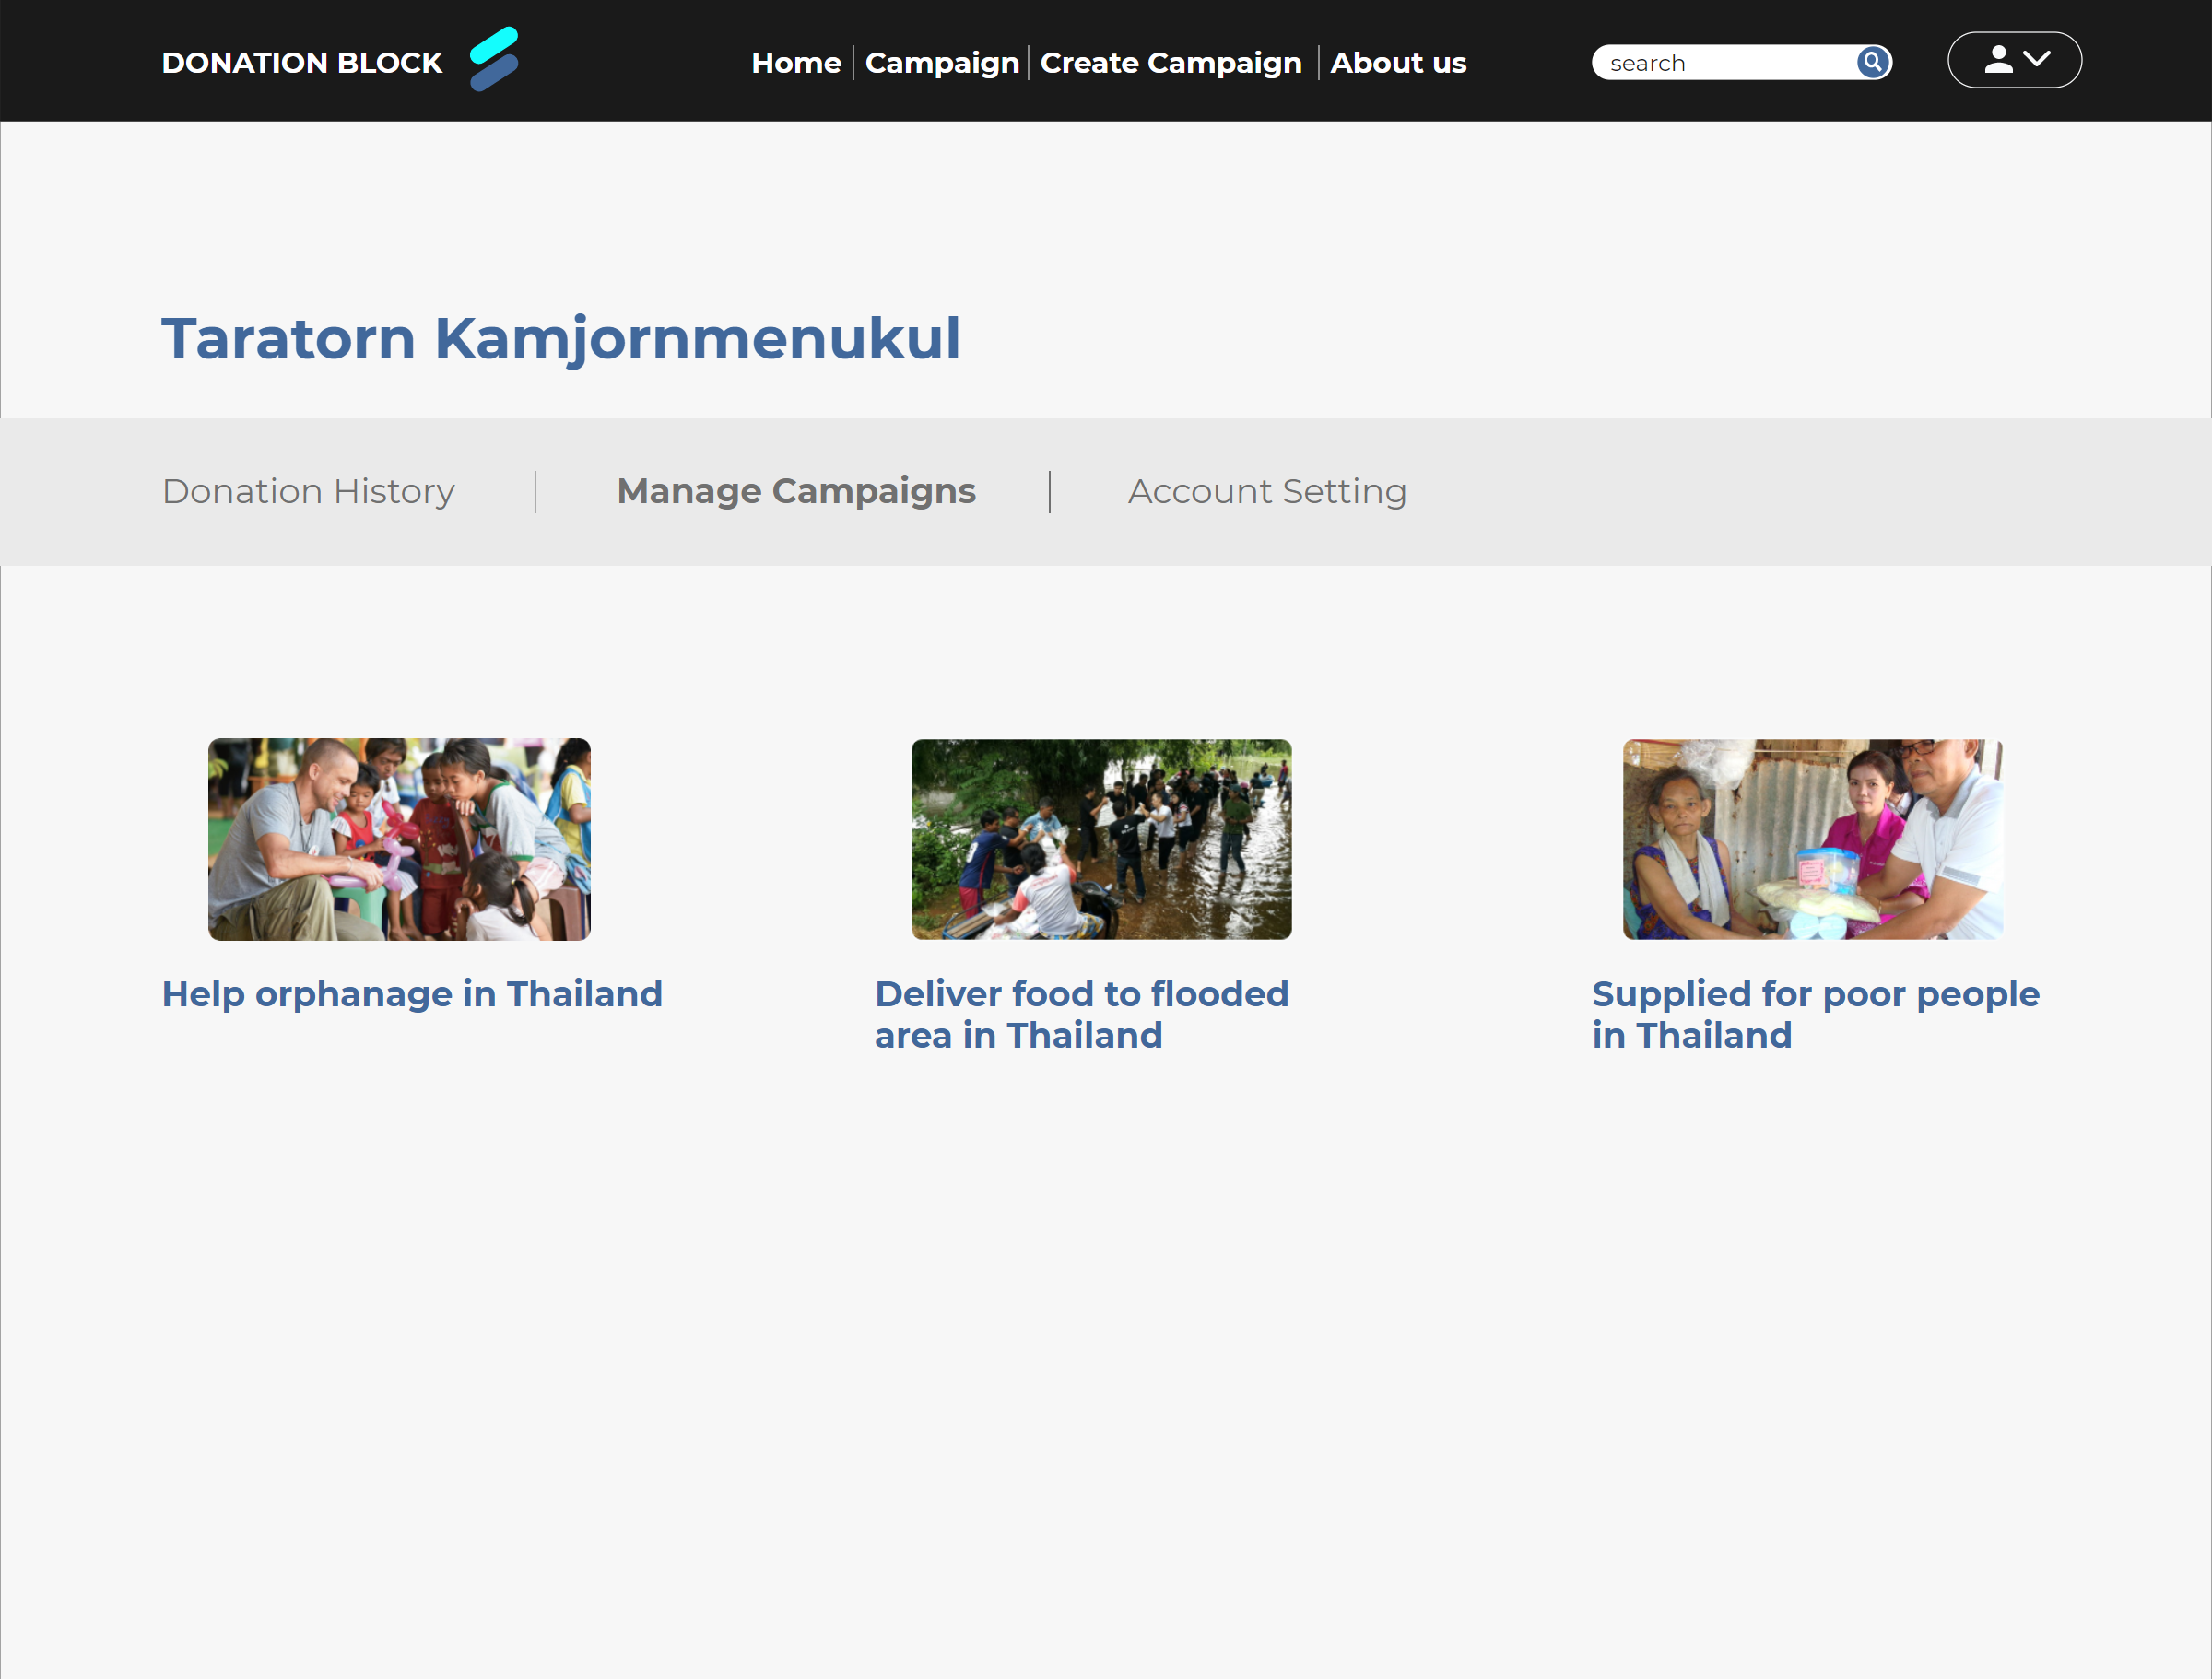 DONATION BLOCK
Home
Campaign
Create Campaign
About us
search
Taratorn Kamjornmenukul
Donation History
Manage Campaigns
Account Setting
Help orphanage in Thailand
Deliver food to flooded
area in Thailand
Supplied for poor people
in Thailand